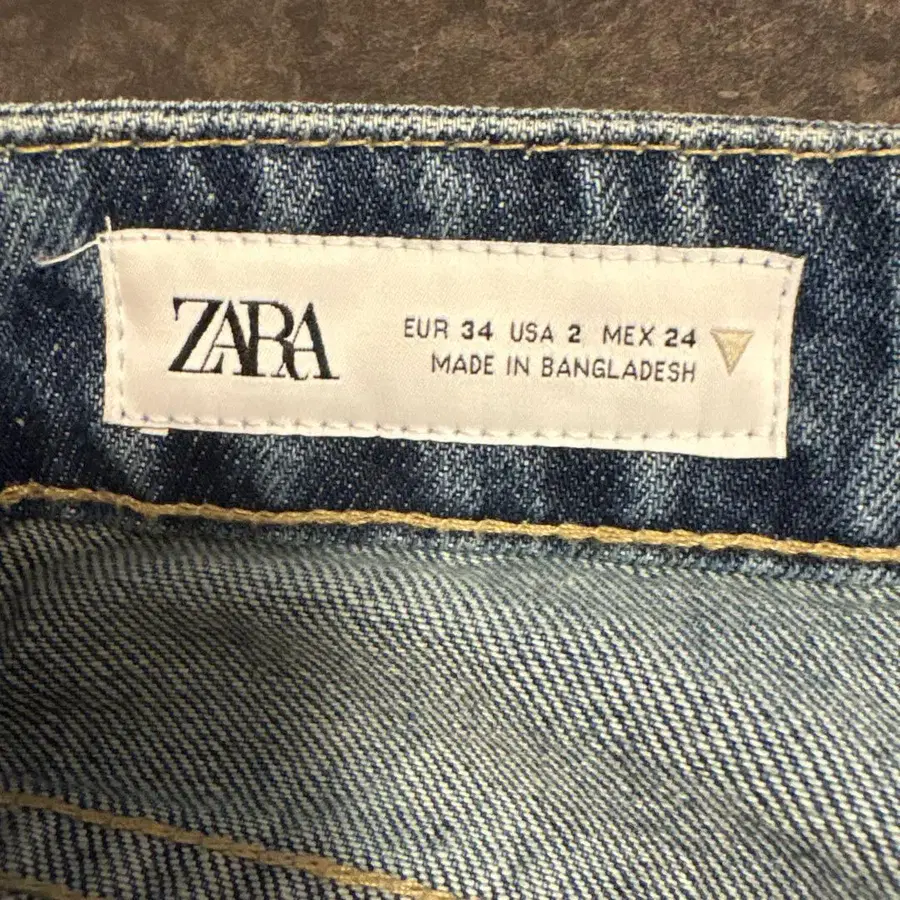 ZARA
EUR 34 USA 2 MEX 24
MADE IN BANGLADESH